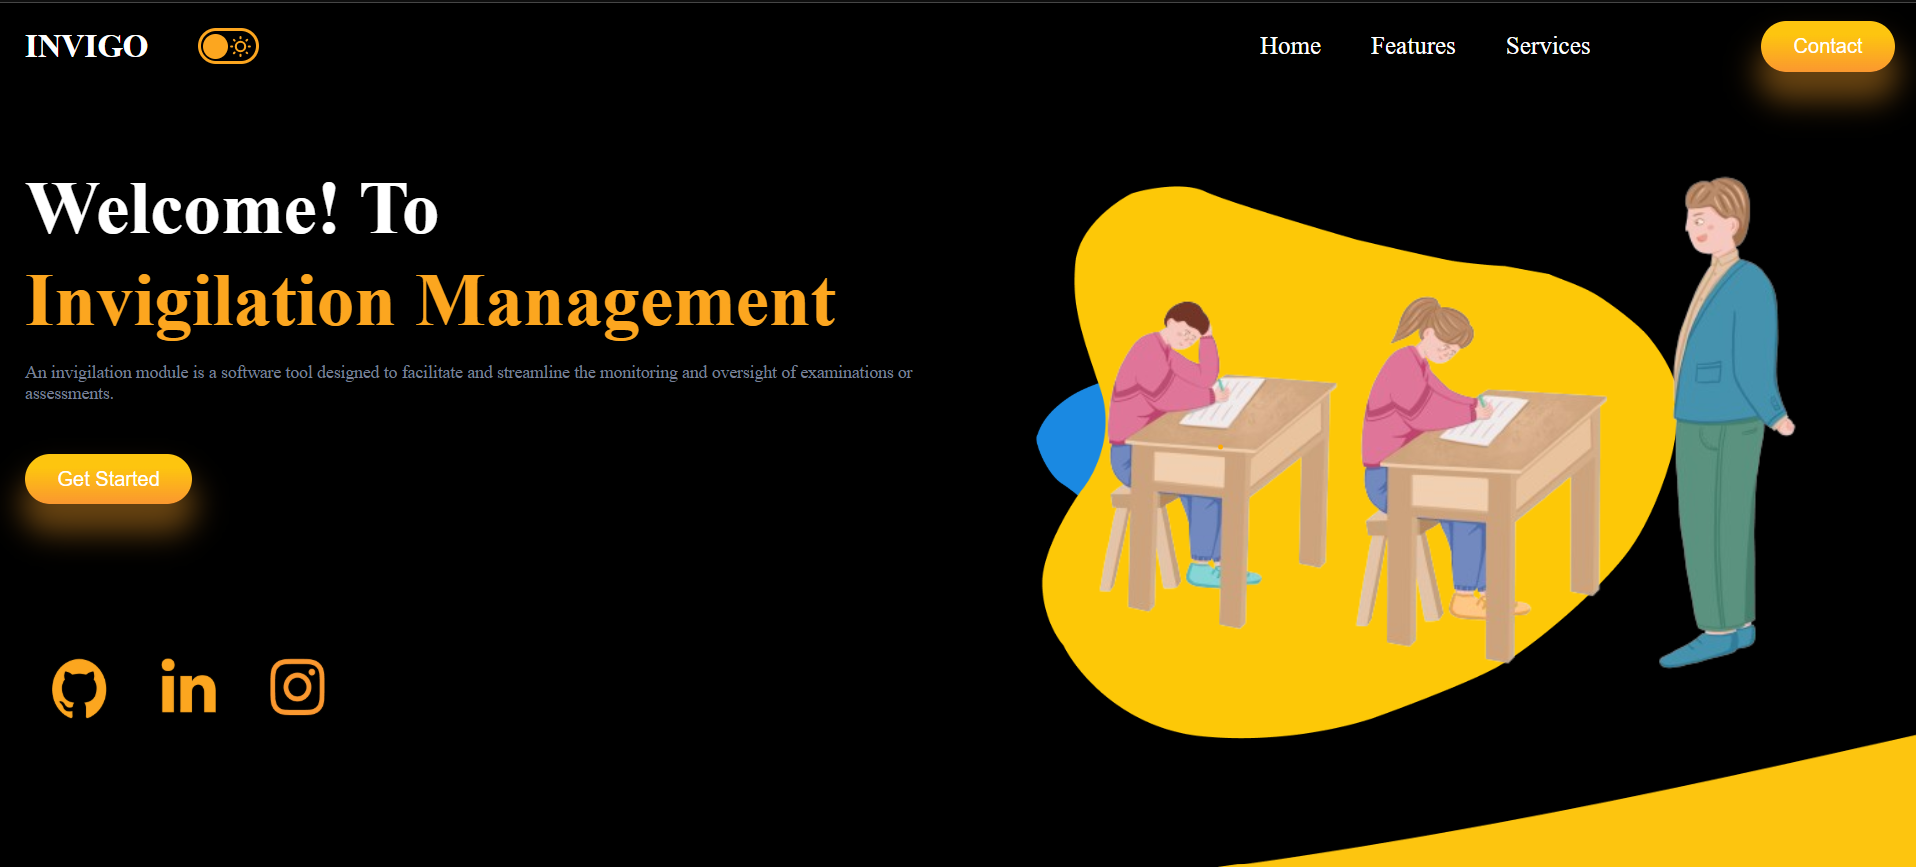 INVIGO
Home
Features
Services
Contact
Welcome! To
Invigilation Management
An invigilation module is a software tool designed to facilitate and streamline the monitoring and oversight of examinations or
assessments.
Get Started
in